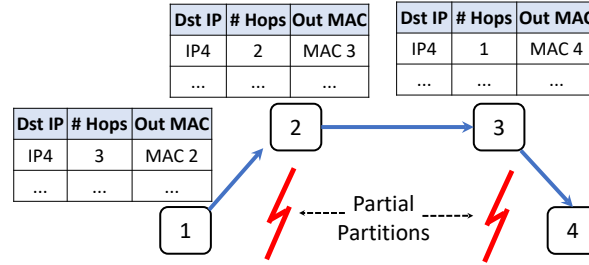 Dst IP # Hops Out MAC
IP4 2 MAC 3
... ... ...
Dst IP # Hops Out MAC
IP4 1 MAC 4
... ... ...
Dst IP # Hops Out MAC
IP4 3 MAC 2
... ... ...
2
3
1
Partial
Partitions
4